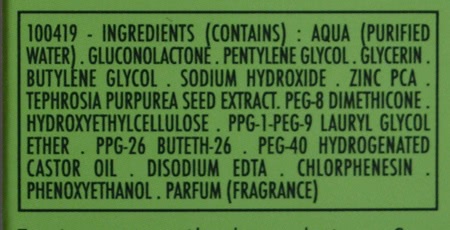 100419 - INGREDIENTS (CONTAINS) : AQUA (PURIFIED
WATER) . GLUCONOLACTONE . PENTYLENE GLYCOL . GLYCERIN .
BUTYLENE GLYCOL . SODIUM HYDROXIDE . ZINC PCA .
TEPHROSIA PURPUREA SEED EXTRACT. PEG-8 DIMETHICONE .
HYDROXYETHYLCELLULOSE . PPG-1-PEG-9 LAURYL GLYCOL
ETHER . PPG-26 BUTETH-26 . PEG-40 HYDROGENATED
CASTOR OIL . DISODIUM EDTA . CHLORPHENESIN .
PHENOXYETHANOL . PARFUM (FRAGRANCE)